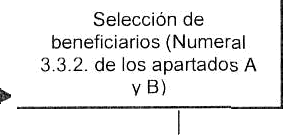 Selección de
beneficiarios (Numeral
3.3.2. de los apartados A
y B)